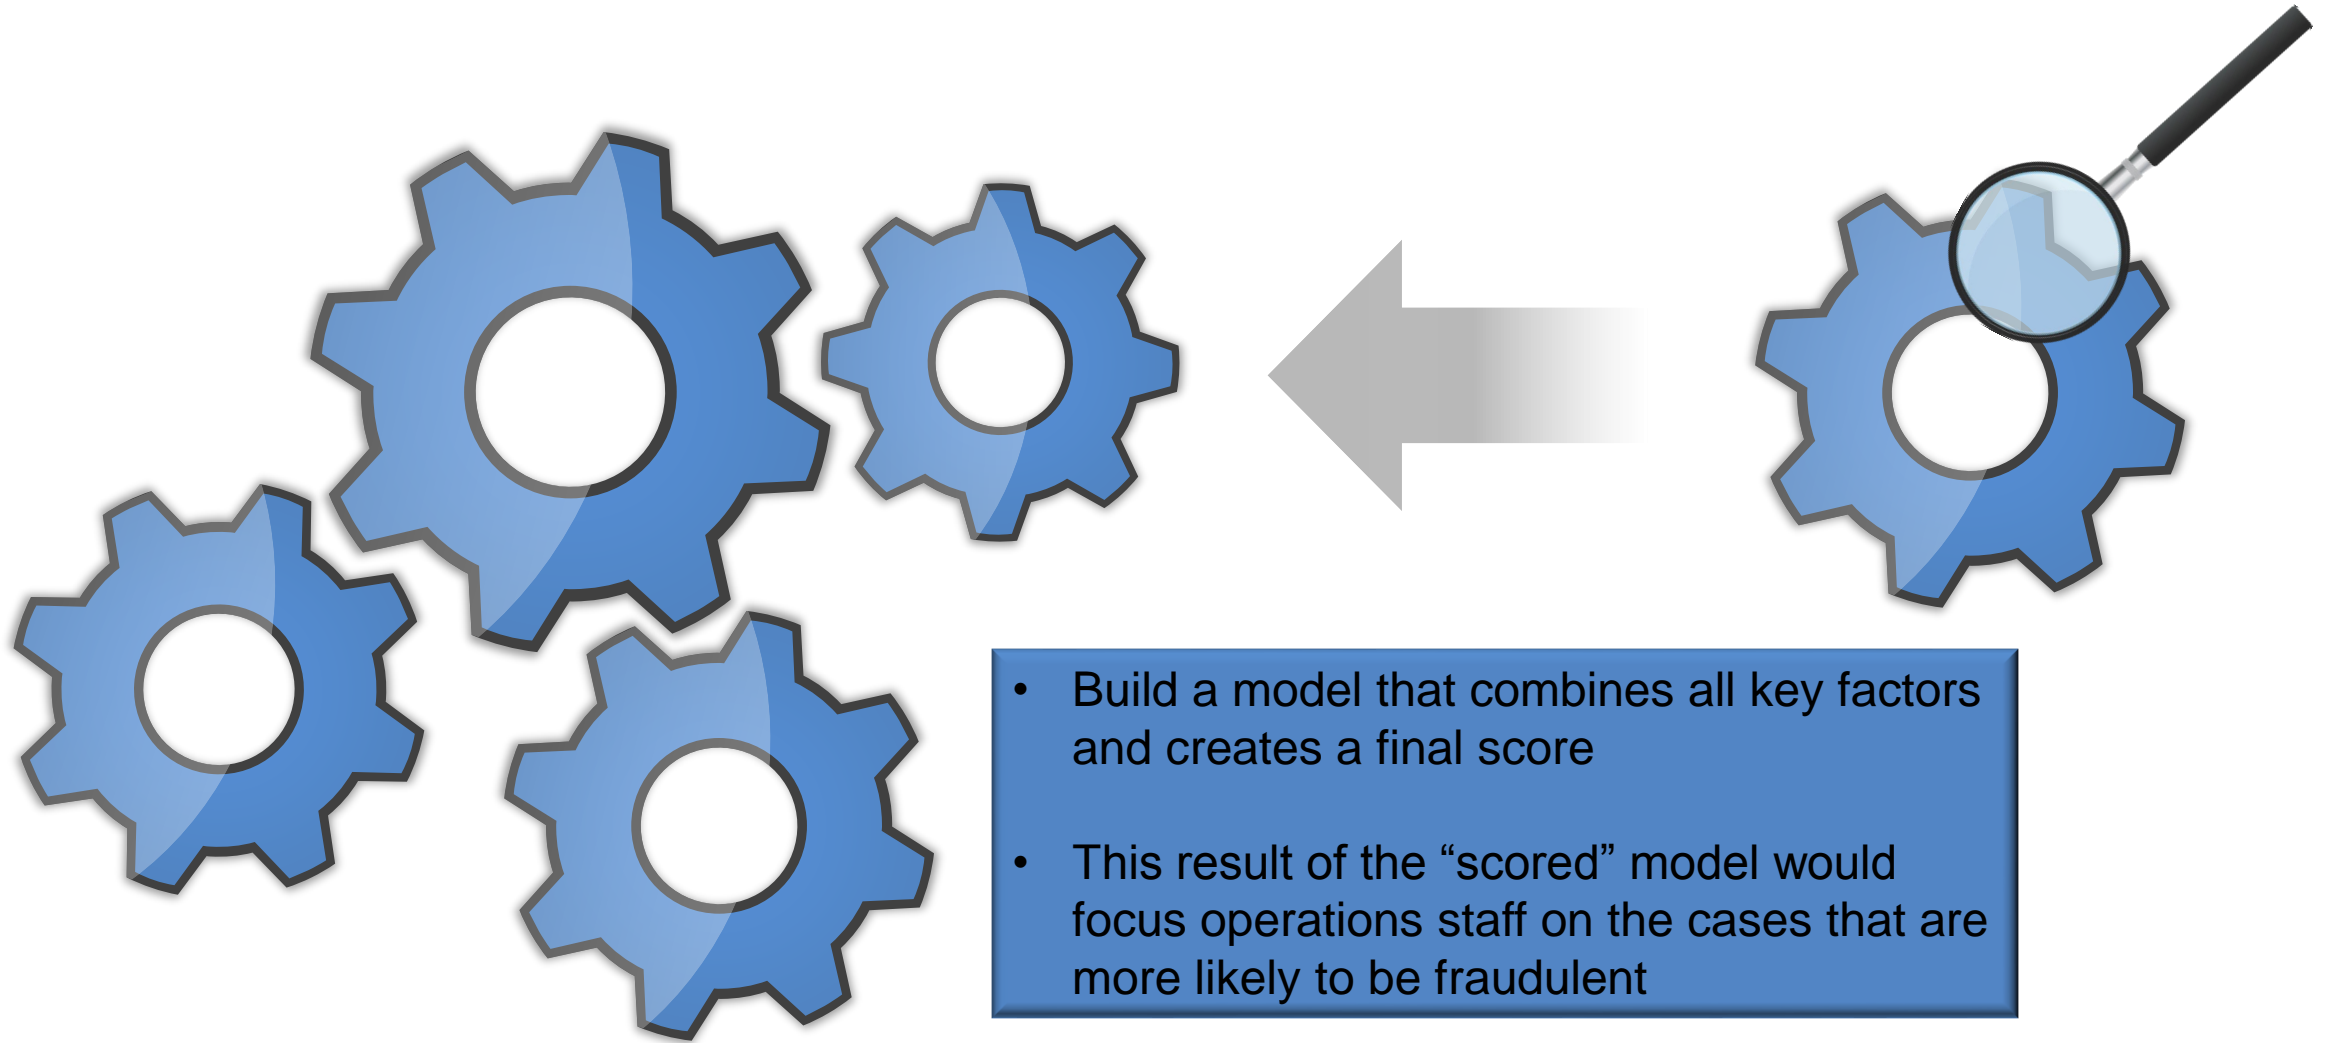 • Build a model that combines all key factors
and creates a final score
• This result of the “scored” model would
focus operations staff on the cases that are
more likely to be fraudulent